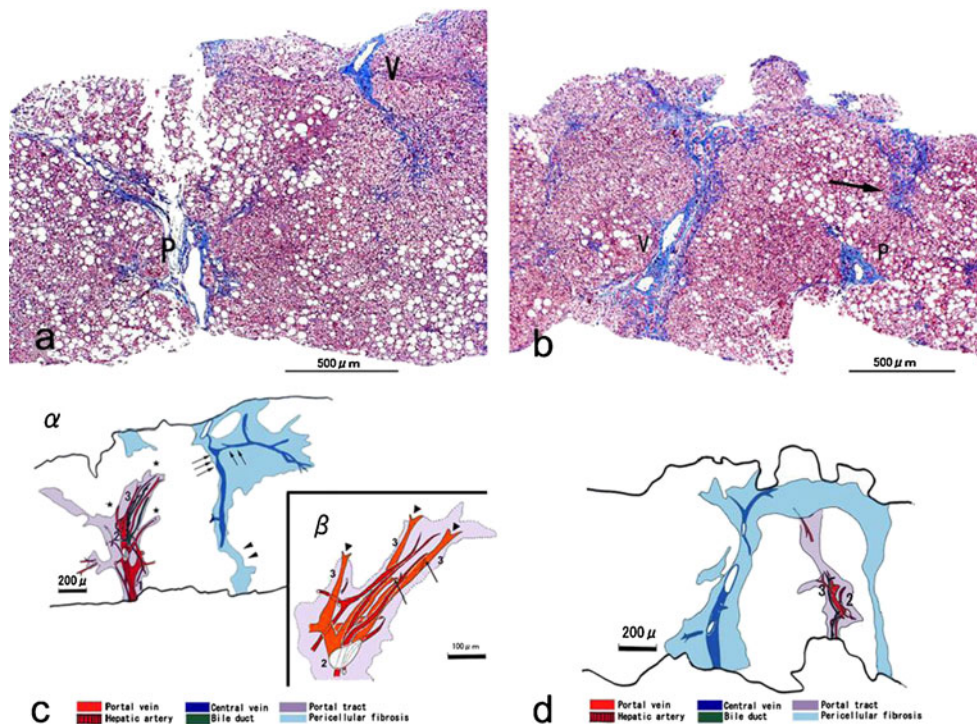 V
P
a
500 μm
V
P
b
500 μm
α
3
2
1
200 μ
β
3
3
3
2
100 μm
3
2
200 μ
c
Portal vein
Central vein
Portal tract
Hepatic artery
Bile duct
Pericellular fibrosis
d
Portal vein
Central vein
Portal tract
Hepatic artery
Bile duct
Pericellular fibrosis